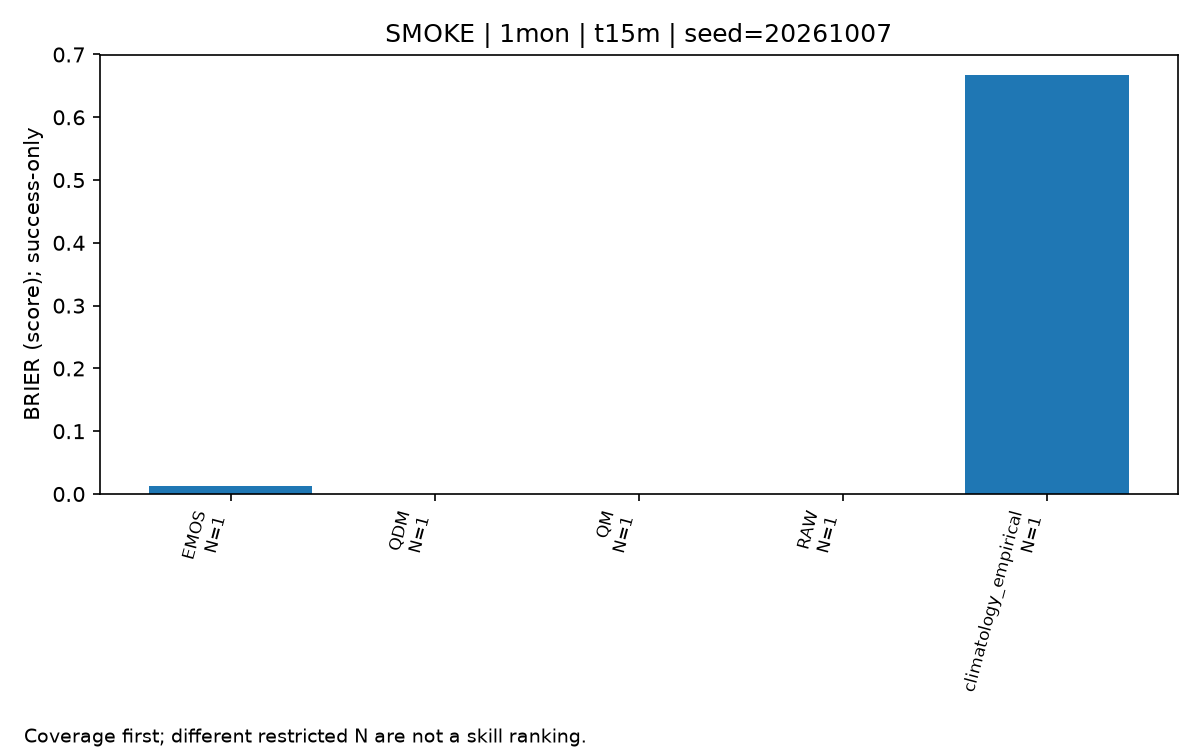 SMOKE | 1mon | t15m | seed=20261007
BRIER (score); success-only
0.7
0.6
0.5
0.4
0.3
0.2
0.1
0.0
EMOS
N=1
QDM
N=1
QM
N=1
RAW
N=1
climatology_empirical
N=1
Coverage first; different restricted N are not a skill ranking.